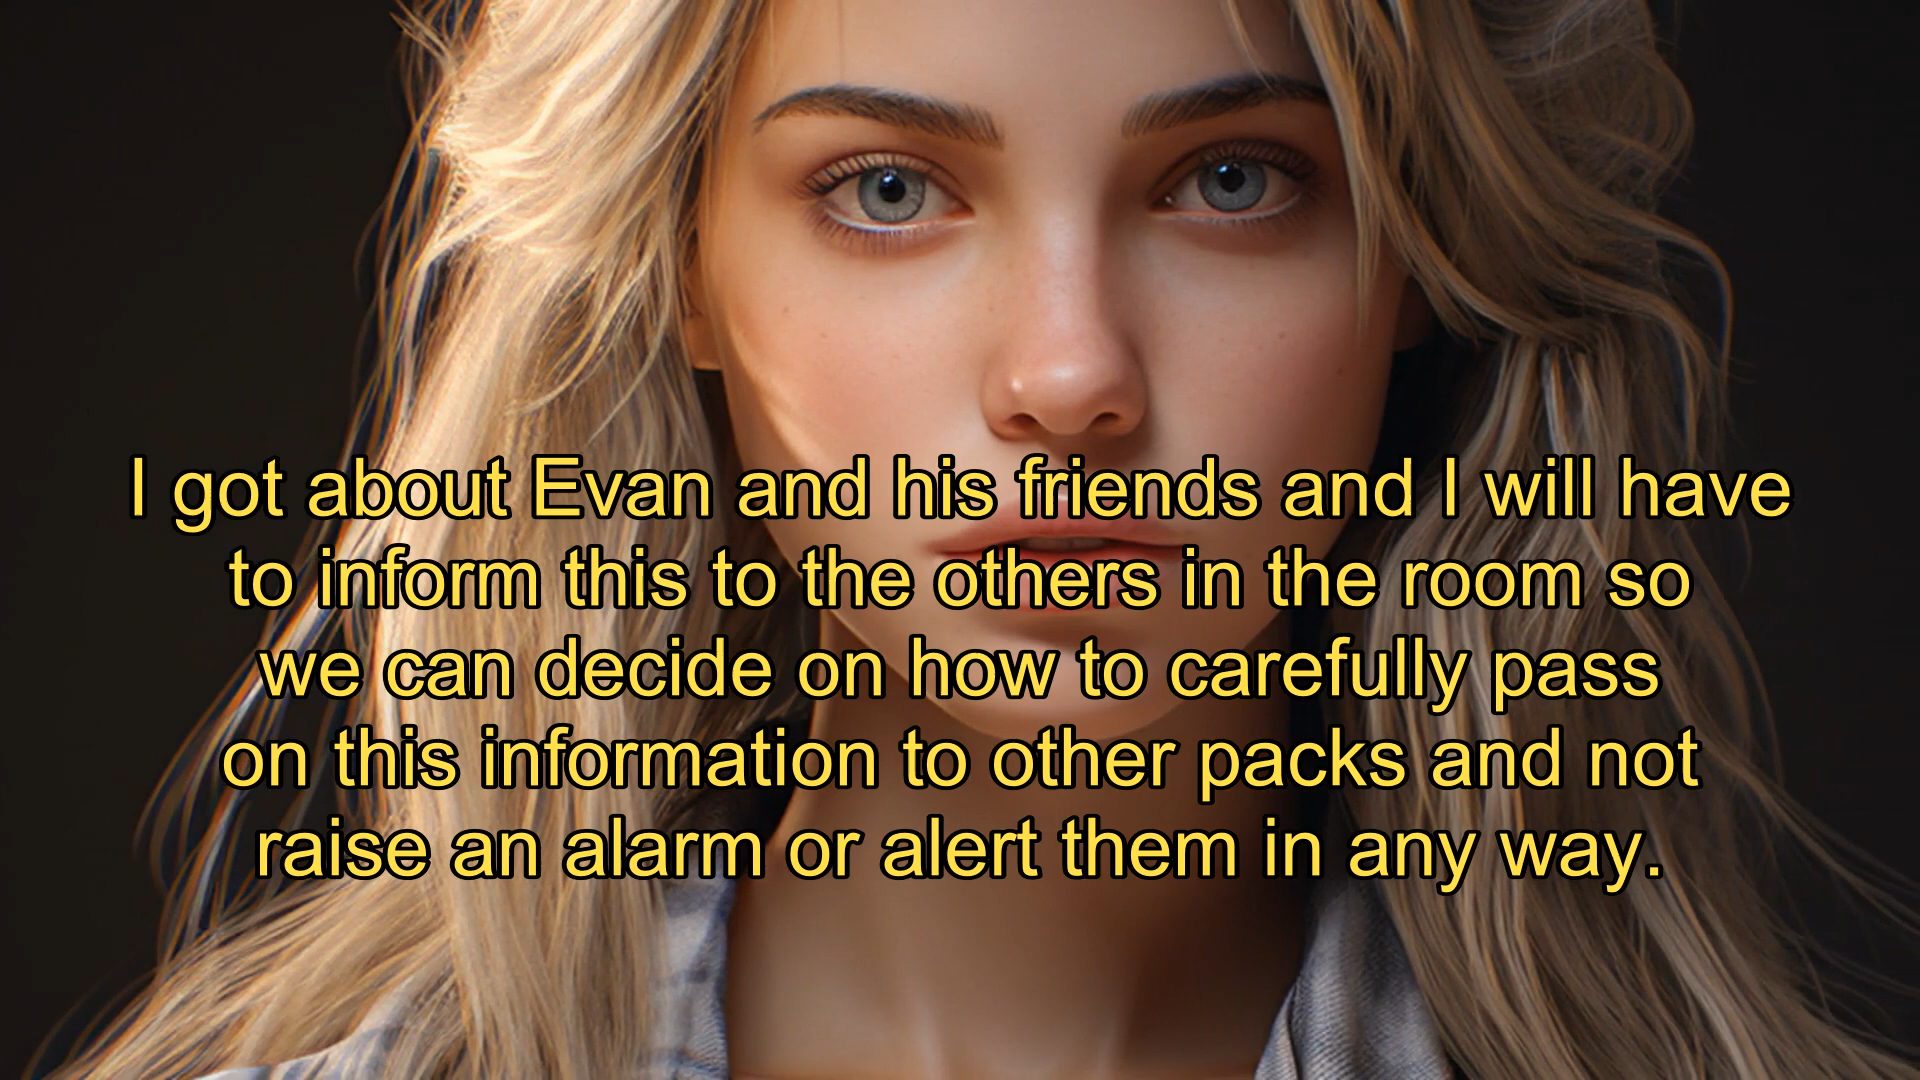 I got about Evan and his friends and I will have
to inform this to the others in the room so
we can decide on how to carefully pass
on this information to other packs and not
raise an alarm or alert them in any way.